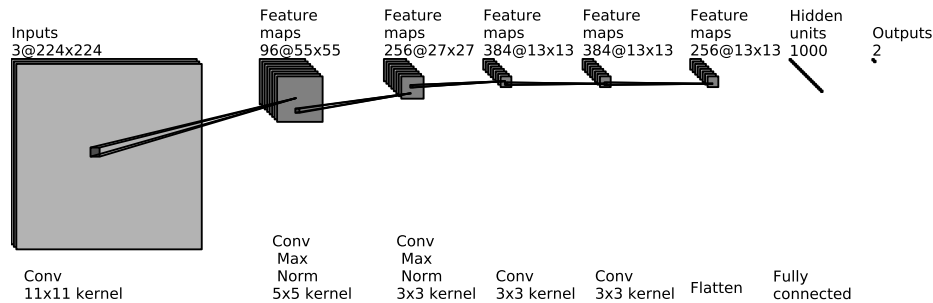 Inputs
3@224x224
Feature
maps
96@55x55
Feature
maps
256@27x27
Feature
maps
384@13x13
Feature
maps
384@13x13
Feature
maps
256@13x13
Hidden
units
1000
Outputs
2
Conv
11x11 kernel
Conv
Max
Norm
5x5 kernel
Conv
Max
Norm
3x3 kernel
Conv
3x3 kernel
Conv
3x3 kernel
Flatten
Fully
connected